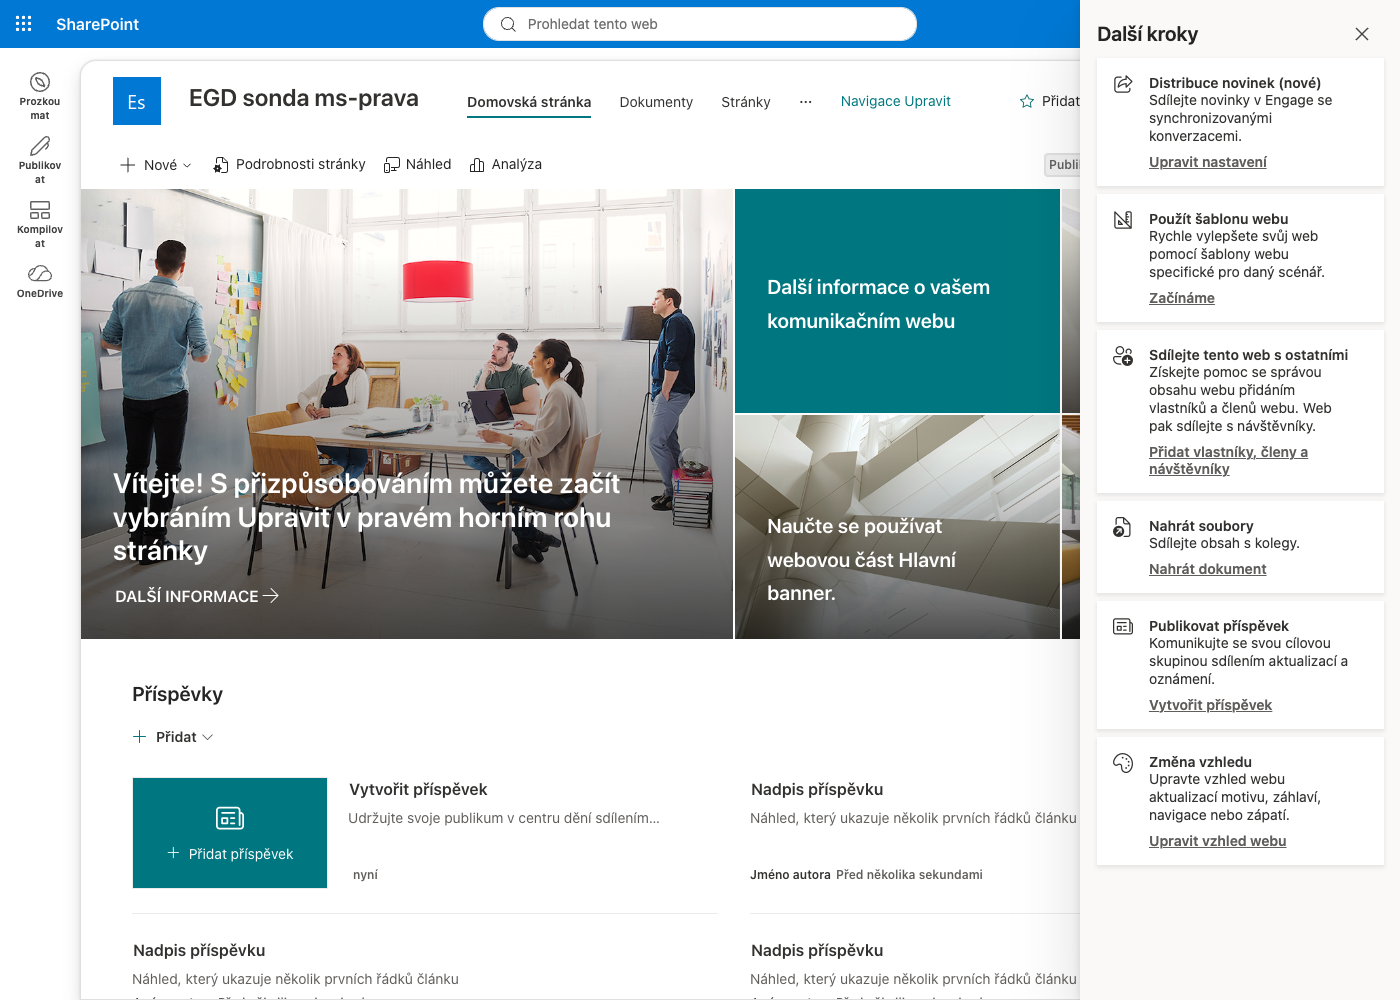 SharePoint
Prohledat tento web
Prozkou
mat
Publikov
at
Kompilov
at
OneDrive
Es
EGD sonda ms-prava
Domovská stránka
Dokumenty
Stránky
Navigace Upravit
Přidat
Nové
Podrobnosti stránky
Náhled
Analýza
Publi
Vítejte! S přizpůsobováním můžete začít
vybráním Upravit v pravém horním rohu
stránky
DALŠÍ INFORMACE
Další informace o vašem
komunikačním webu
Naučte se používat
webovou část Hlavní
banner.
Příspěvky
Přidat
Přidat příspěvek
Vytvořit příspěvek
Udržujte svoje publikum v centru dění sdílením...
nyní
Nadpis příspěvku
Náhled, který ukazuje několik prvních řádků článku
Jméno autora Před několika sekundami
Nadpis příspěvku
Náhled, který ukazuje několik prvních řádků článku
Nadpis příspěvku
Náhled, který ukazuje několik prvních řádků článku
Další kroky
Distribuce novinek (nové)
Sdílejte novinky v Engage se
synchronizovanými
konverzacemi.
Upravit nastavení
Použít šablonu webu
Rychle vylepšete svůj web
pomocí šablony webu
specifické pro daný scénář.
Začínáme
Sdílejte tento web s ostatními
Získejte pomoc se správou
obsahu webu přidáním
vlastníků a členů webu. Web
pak sdílejte s návštěvníky.
Přidat vlastníky, členy a
návštěvníky
Nahrát soubory
Sdílejte obsah s kolegy.
Nahrát dokument
Publikovat příspěvek
Komunikujte se svou cílovou
skupinou sdílením aktualizací a
oznámení.
Vytvořit příspěvek
Změna vzhledu
Upravte vzhled webu
aktualizací motivu, záhlaví,
navigace nebo zápatí.
Upravit vzhled webu